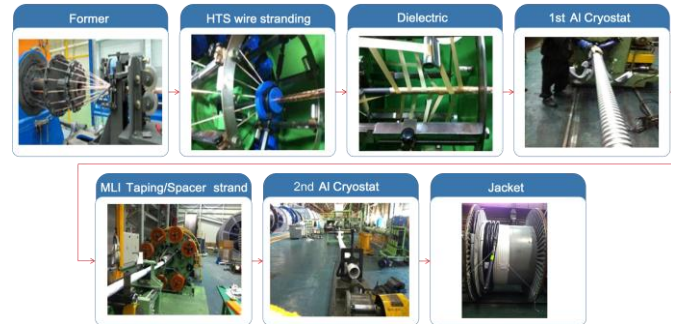 Former
HTS wire stranding
Dielectric
1st Al Cryostat
MLI Taping/Spacer strand
2nd Al Cryostat
Jacket